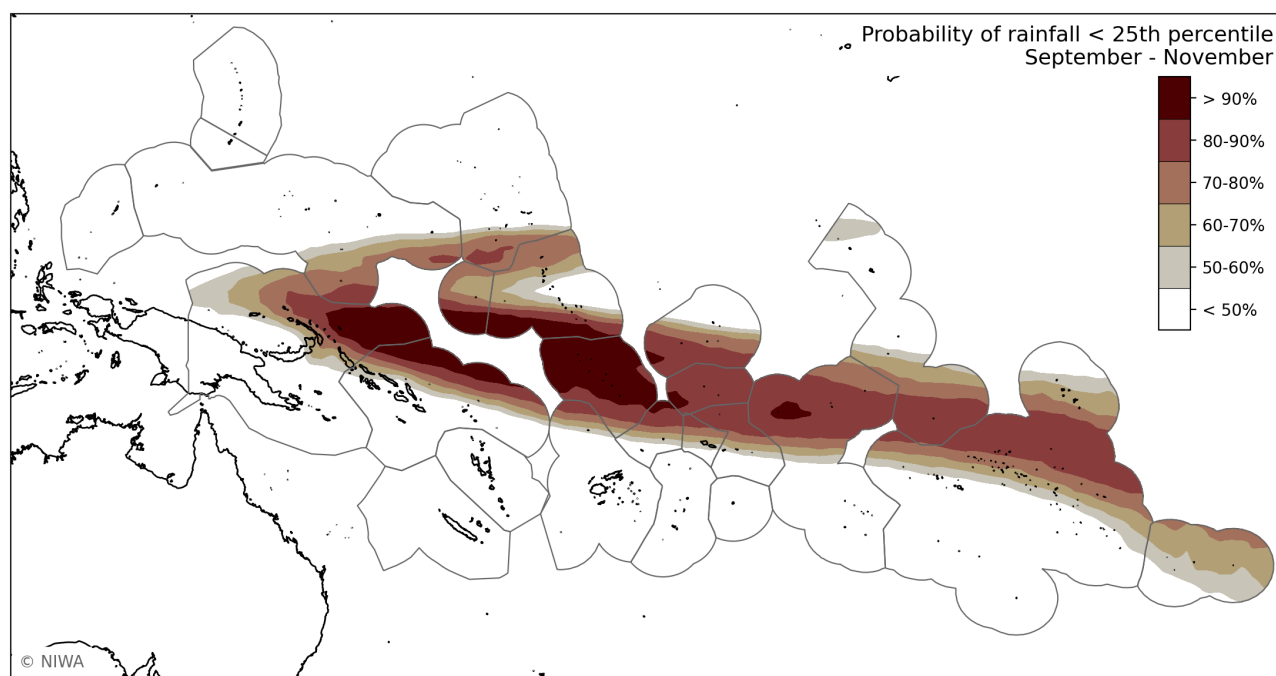 Probability of rainfall < 25th percentile
September - November
> 90%
80-90%
70-80%
60-70%
50-60%
< 50%
© NIWA